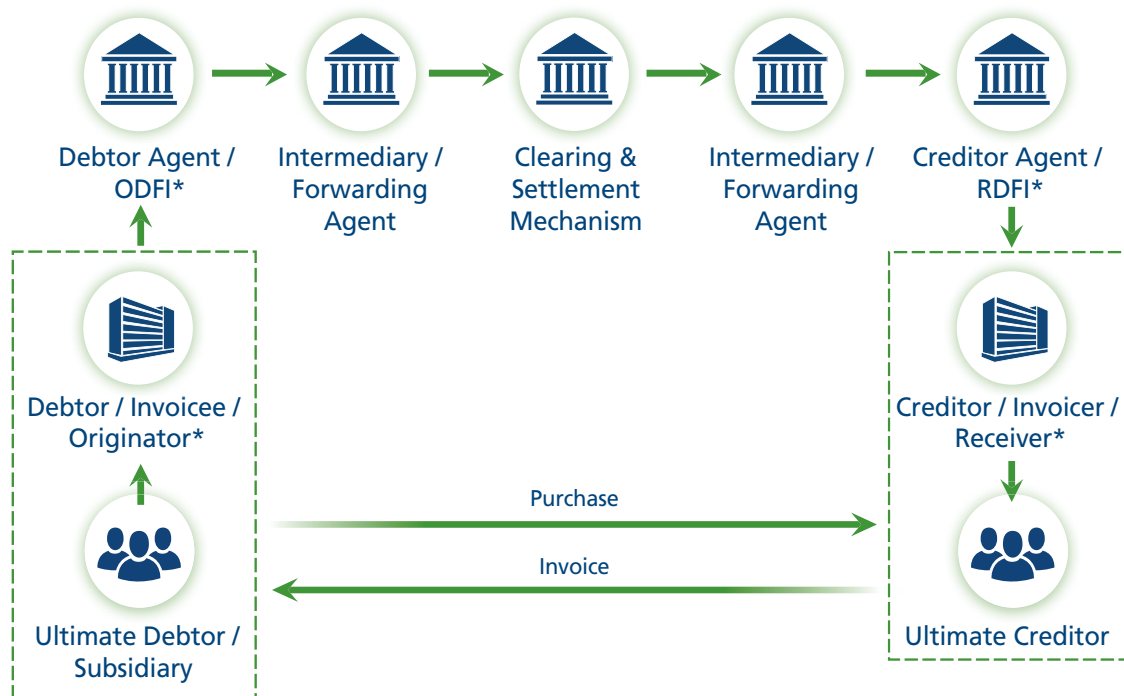 Debtor Agent /
ODFI*
Intermediary /
Forwarding
Agent
Clearing &
Settlement
Mechanism
Intermediary /
Forwarding
Agent
Creditor Agent /
RDFI*
Debtor / Invoicee /
Originator*
Creditor / Invoicer /
Receiver*
Purchase
Invoice
Ultimate Debtor /
Subsidiary
Ultimate Creditor